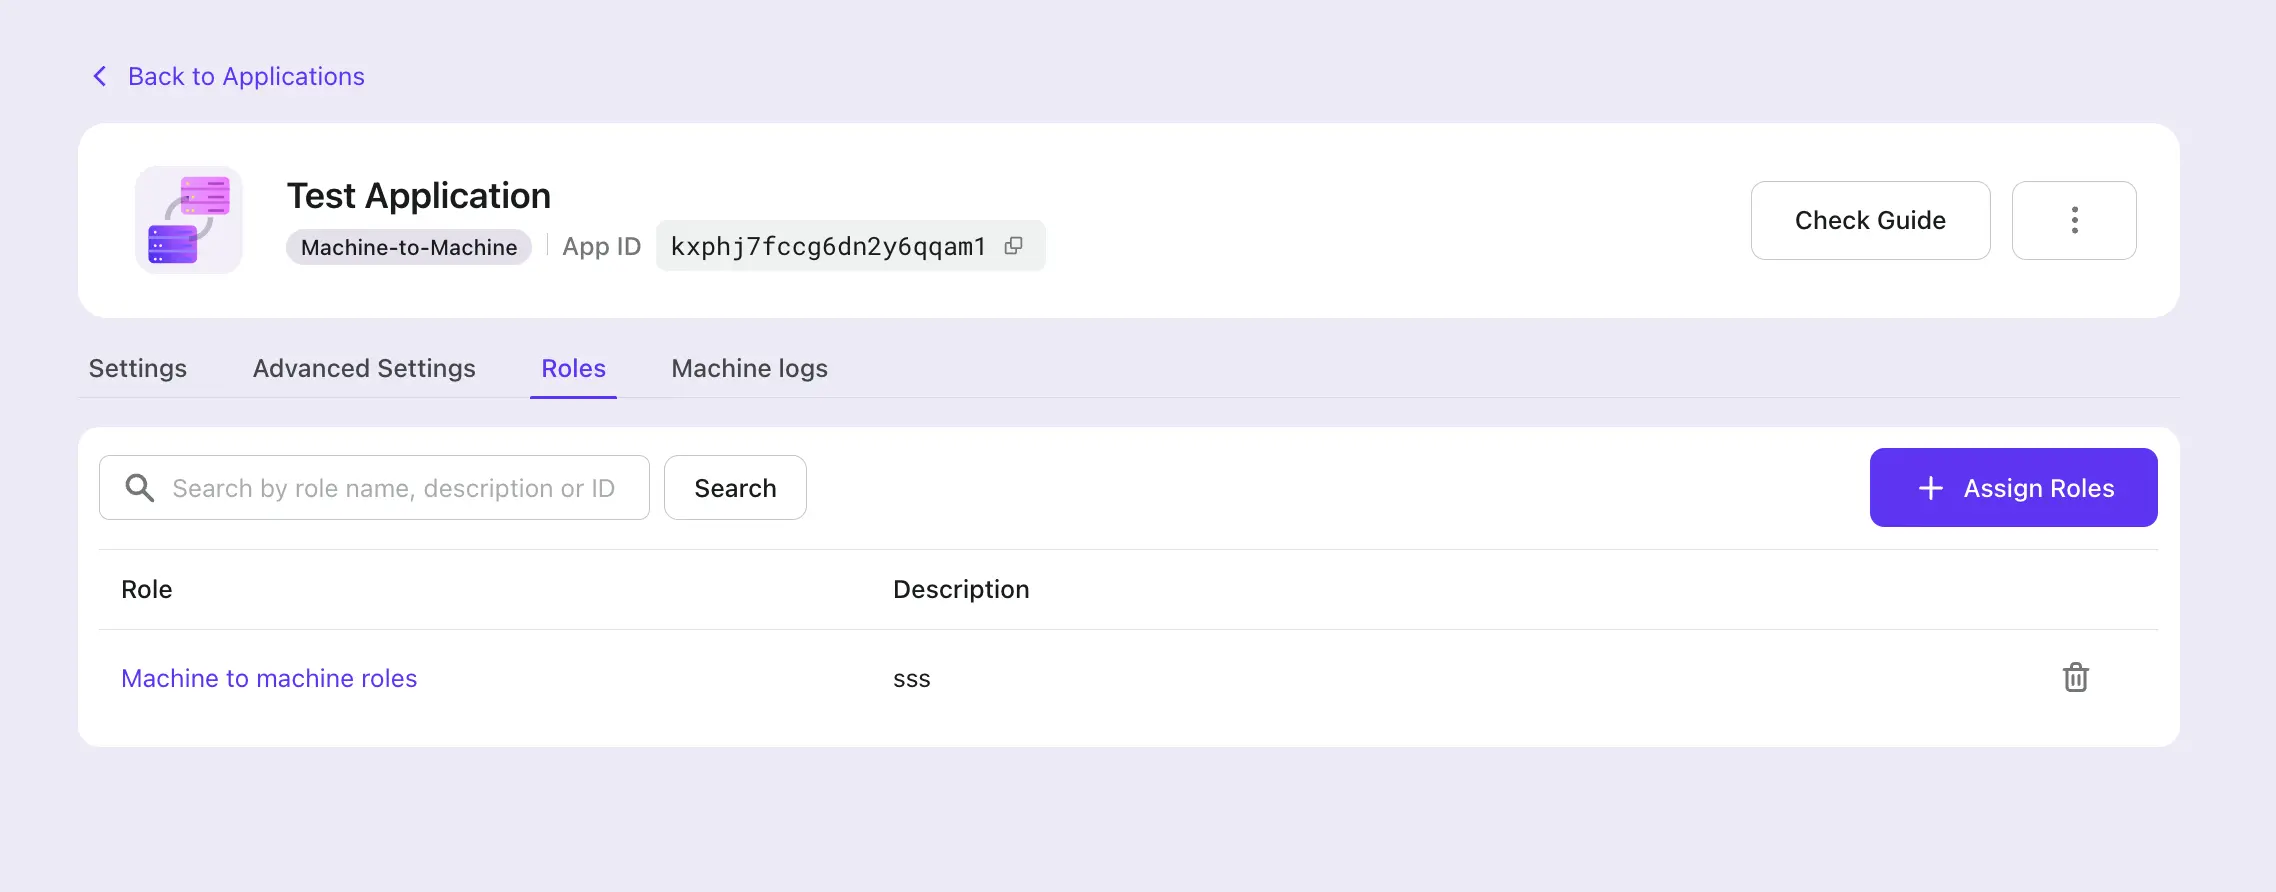 Back to Applications
Test Application
Machine-to-Machine App ID kxphj7fccg6dn2y6qqam1
Check Guide
Settings Advanced Settings Roles Machine logs
Search by role name, description or ID Search + Assign Roles
Role Description
Machine to machine roles sss